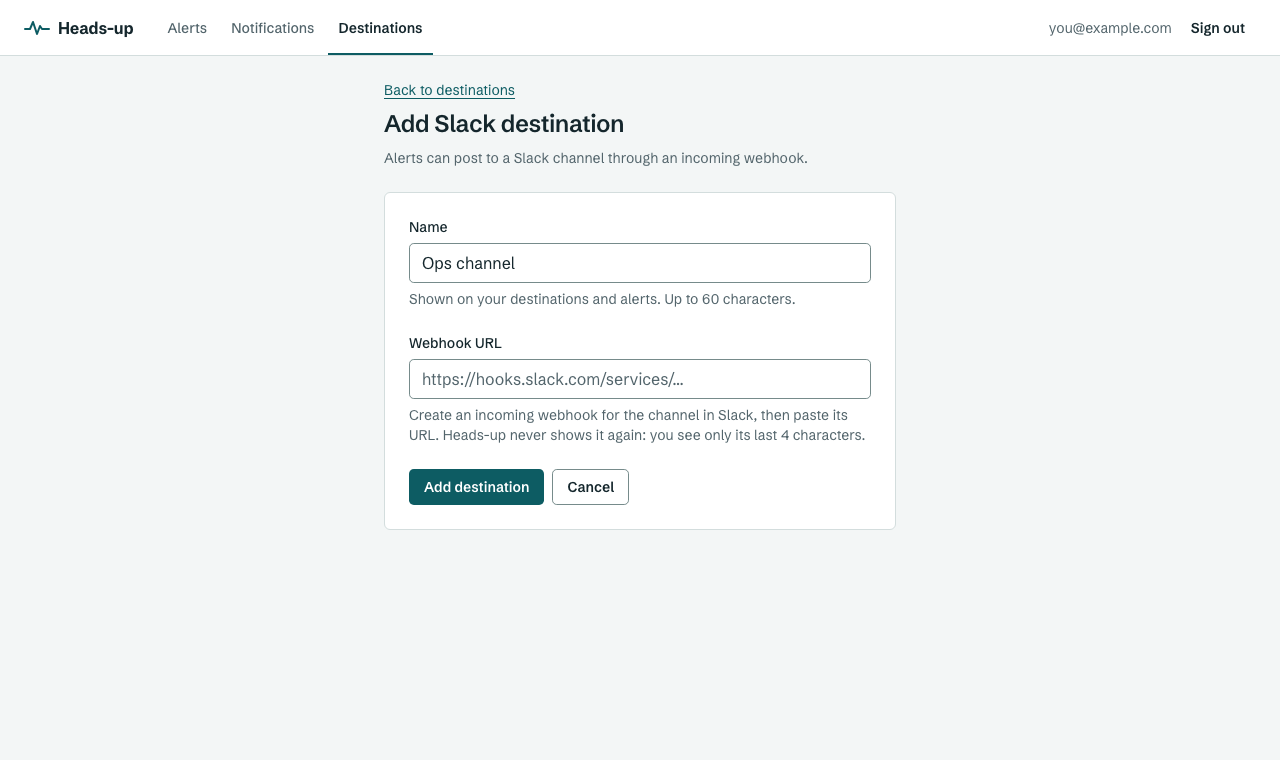 Heads-up
Alerts
Notifications
Destinations
you@example.com
Sign out
Back to destinations
Add Slack destination
Alerts can post to a Slack channel through an incoming webhook.
Name
Ops channel
Shown on your destinations and alerts. Up to 60 characters.
Webhook URL
https://hooks.slack.com/services/...
Create an incoming webhook for the channel in Slack, then paste its
URL. Heads-up never shows it again: you see only its last 4 characters.
Add destination
Cancel